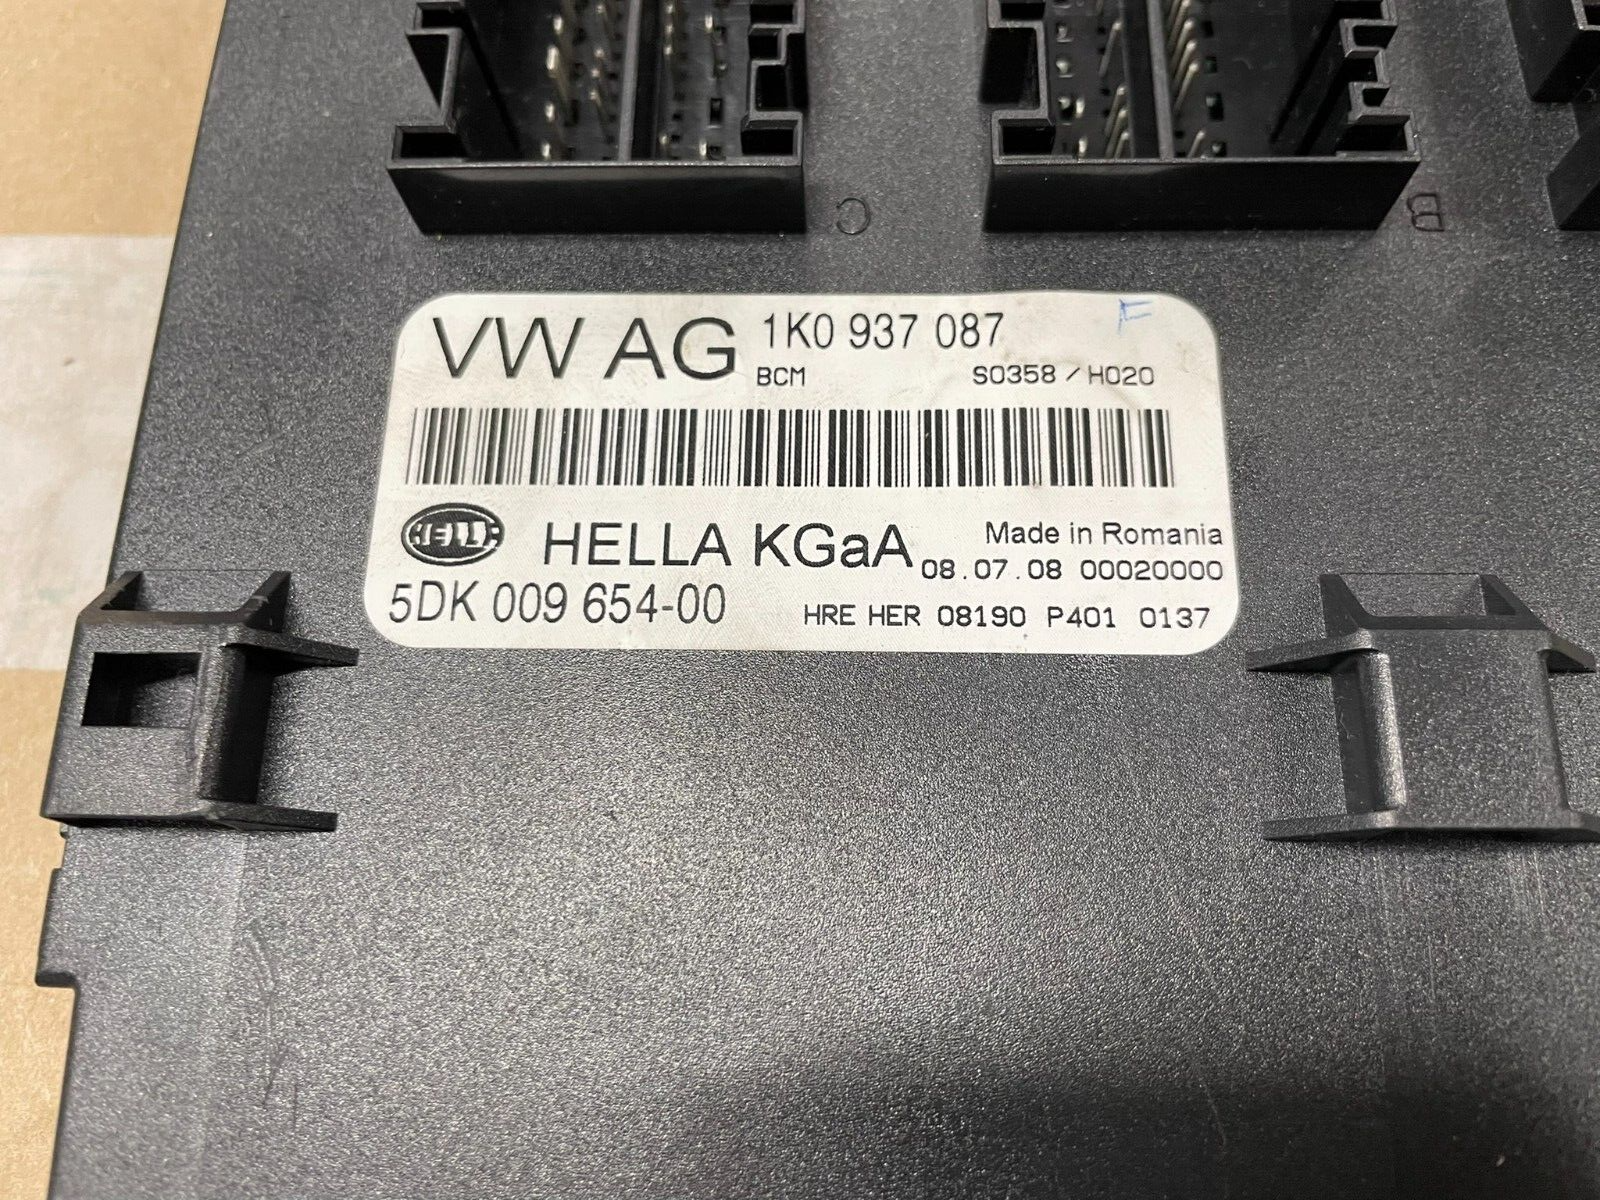 C B
VW AG 1K0 937 087 F
BCM S0358 / H020
HELLA HELLA KGaA Made in Romania
08.07.08 00020000
5DK 009 654-00 HRE HER 08190 P401 0137